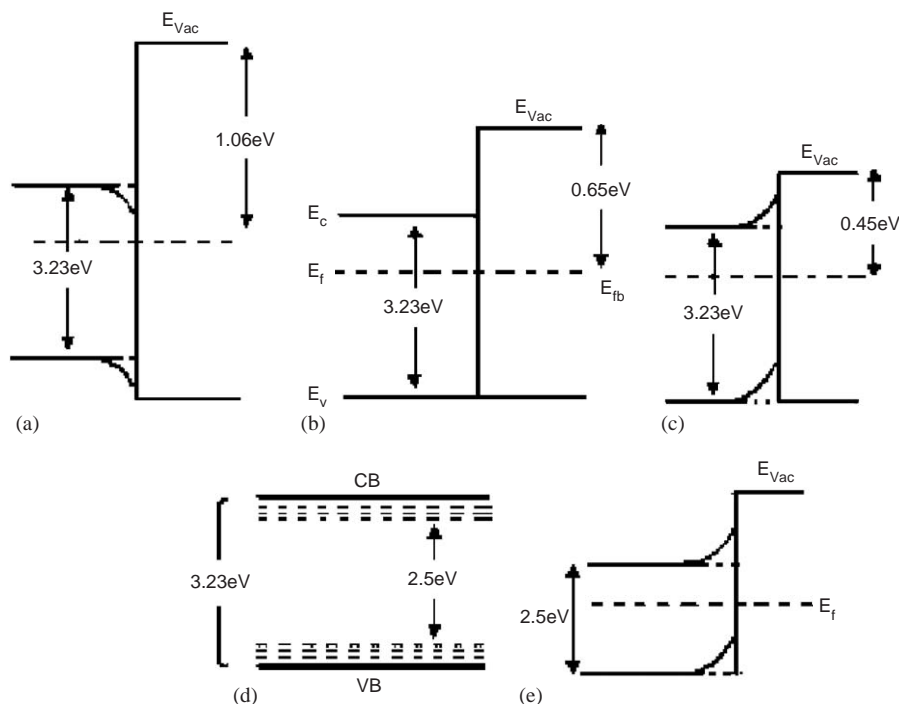 E_Vac
1.06eV
3.23eV
(a)
E_Vac
0.65eV
E_c
E_f
E_fb
3.23eV
E_v
(b)
E_Vac
0.45eV
3.23eV
(c)
CB
3.23eV
2.5eV
VB
(d)
E_Vac
2.5eV
E_f
(e)